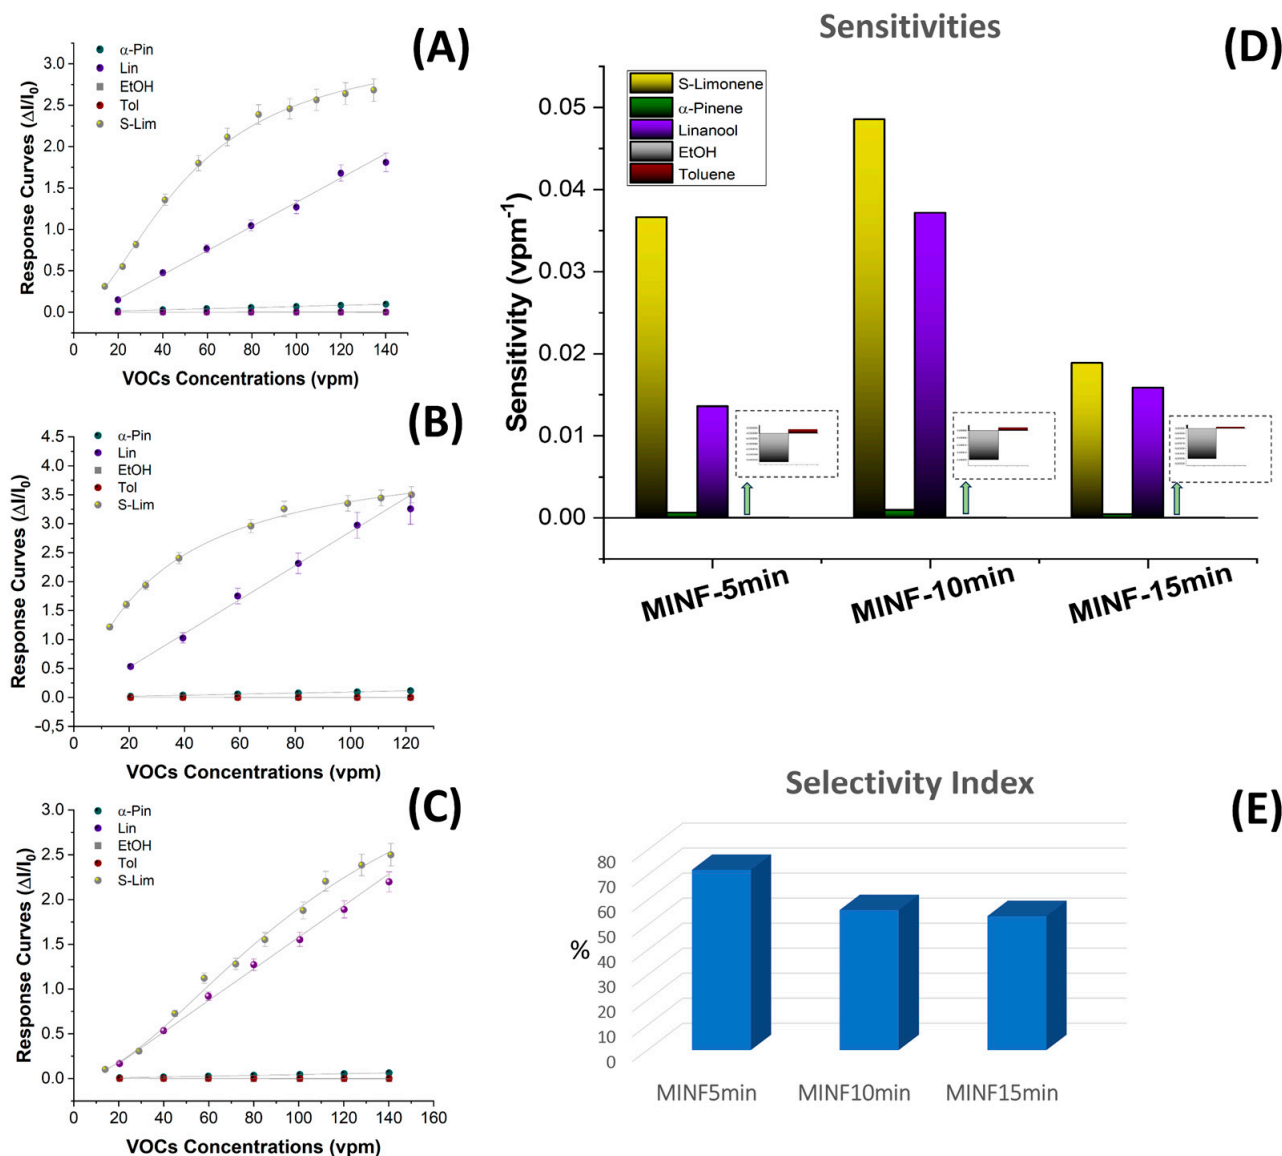 (A)
α-Pin
Lin
EtOH
Tol
S-Lim
3.0
2.5
2.0
1.5
1.0
0.5
0.0
Response Curves (ΔI/I0)
0 20 40 60 80 100 120 140
VOCs Concentrations (vpm)
(B)
α-Pin
Lin
EtOH
Tol
S-Lim
4.5
4.0
3.5
3.0
2.5
2.0
1.5
1.0
0.5
0.0
-0,5
Response Curves (ΔI/I0)
0 20 40 60 80 100 120
VOCs Concentrations (vpm)
(C)
α-Pin
Lin
EtOH
Tol
S-Lim
3.0
2.5
2.0
1.5
1.0
0.5
0.0
Response Curves (ΔI/I0)
0 20 40 60 80 100 120 140 160
VOCs Concentrations (vpm)
Sensitivities
(D)
S-Limonene
α-Pinene
Linanool
EtOH
Toluene
0.05
0.04
0.03
0.02
0.01
0.00
Sensitivity (vpm-1)
MINF-5min MINF-10min MINF-15min
Selectivity Index
(E)
80
70
60
50
40
30
20
10
0
%
MINF5min MINF10min MINF15min